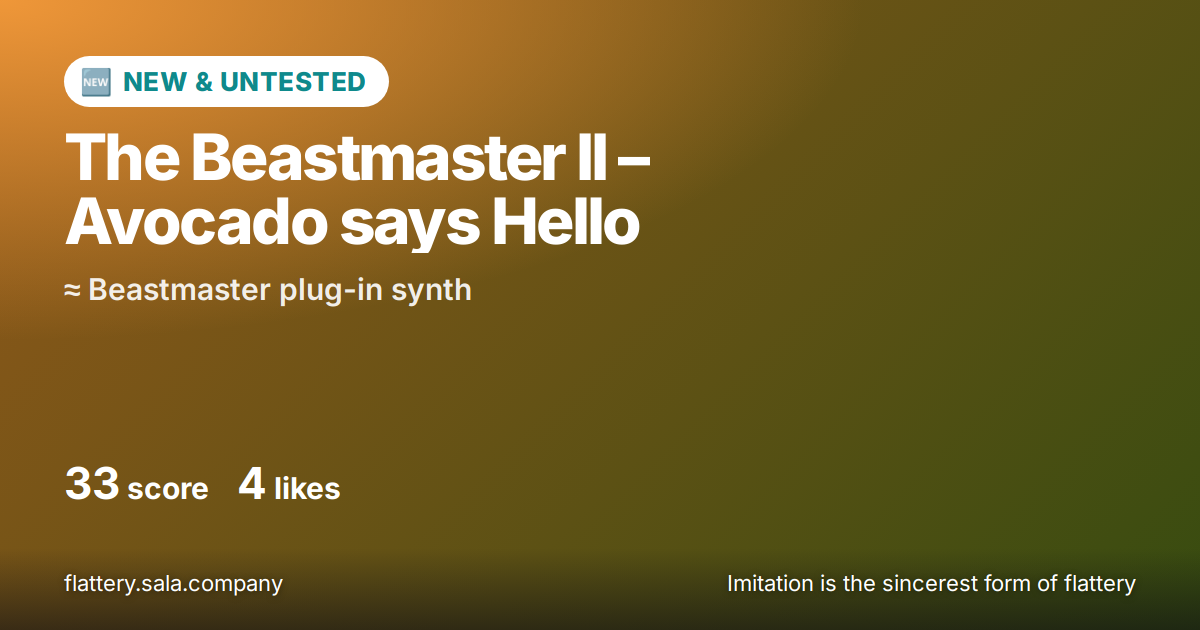 🆕 NEW & UNTESTED
The Beastmaster II –
Avocado says Hello
≈ Beastmaster plug-in synth
33 score 4 likes
flattery.sala.company
Imitation is the sincerest form of flattery